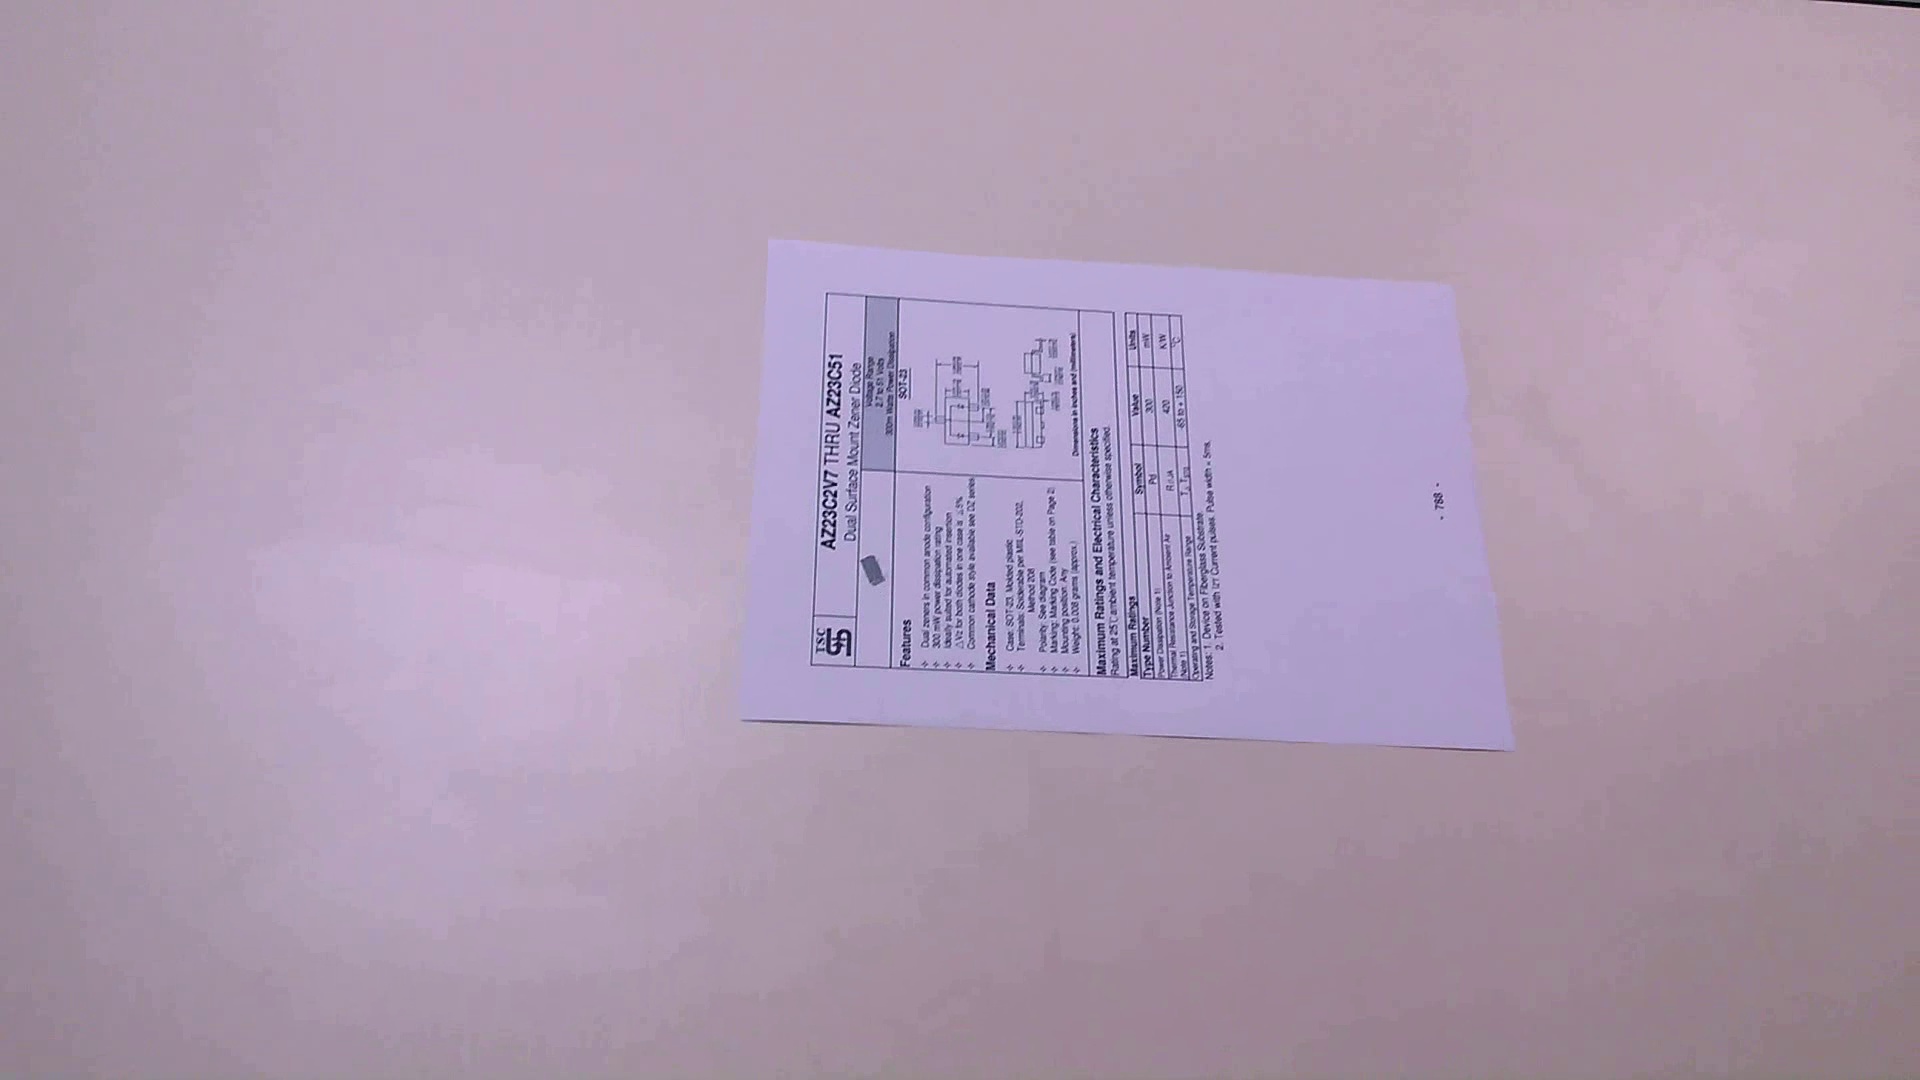 TSC
AZ23C2V7 THRU AZ23C51
Dual Surface Mount Zener Diode
Voltage Range
2.7 to 51 Volts
300m Watts Power Dissipation
SOT-23
Features
Dual zeners in common anode configuration
300 mW power dissipation rating
Ideally suited for automated insertion
△Vz for both diodes in one case is ≦5%
Common cathode style available see DZ series
Mechanical Data
Case: SOT-23, Molded plastic
Terminals: Solderable per MIL-STD-202,
Method 208
Polarity: See diagram
Marking: Marking Code (see table on Page 2)
Mounting position: Any
Weight: 0.008 grams (approx.)
Dimensions in inches and (millimeters)
Maximum Ratings and Electrical Characteristics
Rating at 25℃ ambient temperature unless otherwise specified.
Maximum Ratings
Type Number Symbol Value Units
Power Dissipation (Note 1) Pd 300 mW
Thermal Resistance Junction to Ambient Air
(Note 1) RθJA 420 K/W
Operating and Storage Temperature Range TJ, TSTG -65 to + 150 °C
Notes: 1. Device on Fiberglass Substrate.
2. Tested with IZT Current pulses. Pulse width = 5ms.
- 788 -